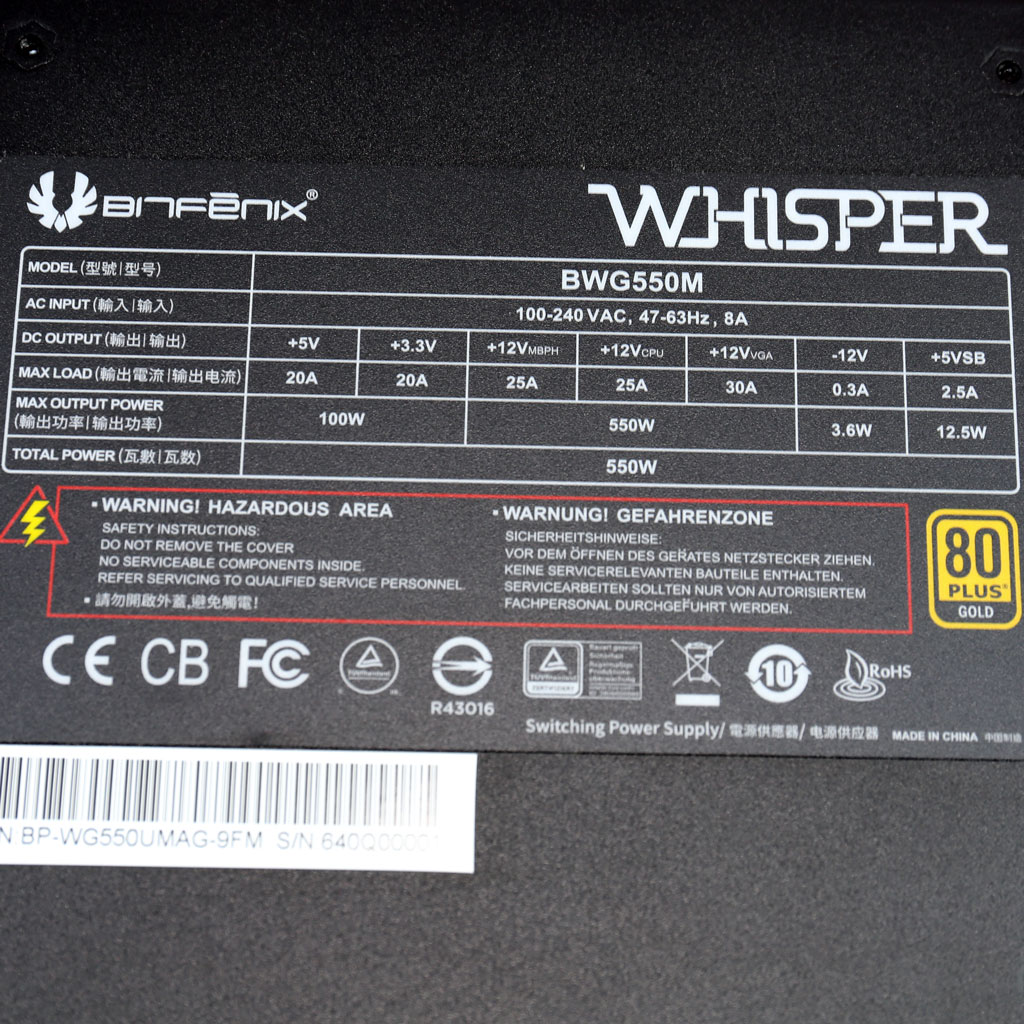 BITFĒNIX®
WHISPER
MODEL (型號|型号) BWG550M
AC INPUT (輸入|输入) 100-240 VAC, 47-63Hz, 8A
DC OUTPUT (輸出|输出) +5V +3.3V +12VMBPH +12VCPU +12VVGA -12V +5VSB
MAX LOAD (輸出電流|输出电流) 20A 20A 25A 25A 30A 0.3A 2.5A
MAX OUTPUT POWER
(輸出功率|输出功率) 100W 550W 3.6W 12.5W
TOTAL POWER (瓦數|瓦数) 550W
▪ WARNING! HAZARDOUS AREA
SAFETY INSTRUCTIONS:
DO NOT REMOVE THE COVER
NO SERVICEABLE COMPONENTS INSIDE.
REFER SERVICING TO QUALIFIED SERVICE PERSONNEL
▪ 請勿開啟外蓋,避免觸電!
▪ WARNUNG! GEFAHRENZONE
SICHERHEITSHINWEISE:
VOR DEM ÖFFNEN DES GERATES NETZSTECKER ZIEHEN.
KEINE SERVICERELEVANTEN BAUTEILE ENTHALTEN.
SERVICEARBEITEN SOLLTEN NUR VON AUTORISIERTEM
FACHPERSONAL DURCHGEFUHRT WERDEN.
80
PLUS®
GOLD
CE CB FC
R43016
10
RoHS
Switching Power Supply/ 電源供應器/ 电源供应器 MADE IN CHINA 中国制造
N:BP-WG550UMAG-9FM S/N:640Q00001